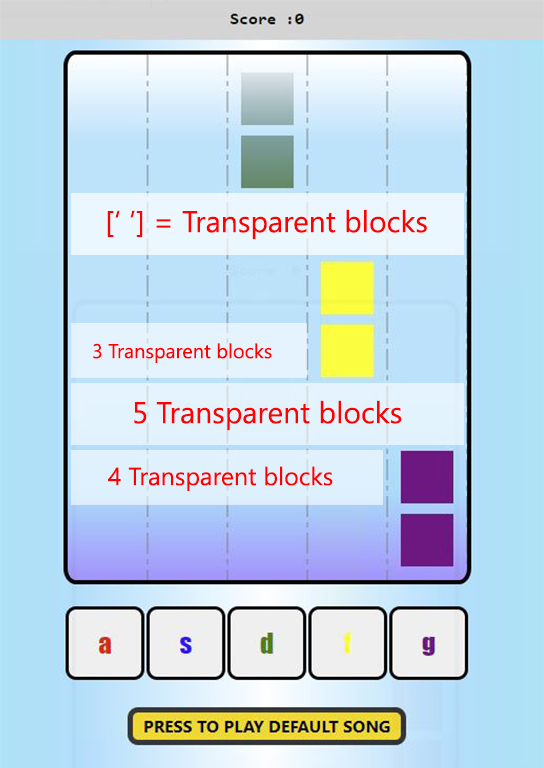 Score :0
[‘ ’] = Transparent blocks
3 Transparent blocks
5 Transparent blocks
4 Transparent blocks
a s d f g
PRESS TO PLAY DEFAULT SONG